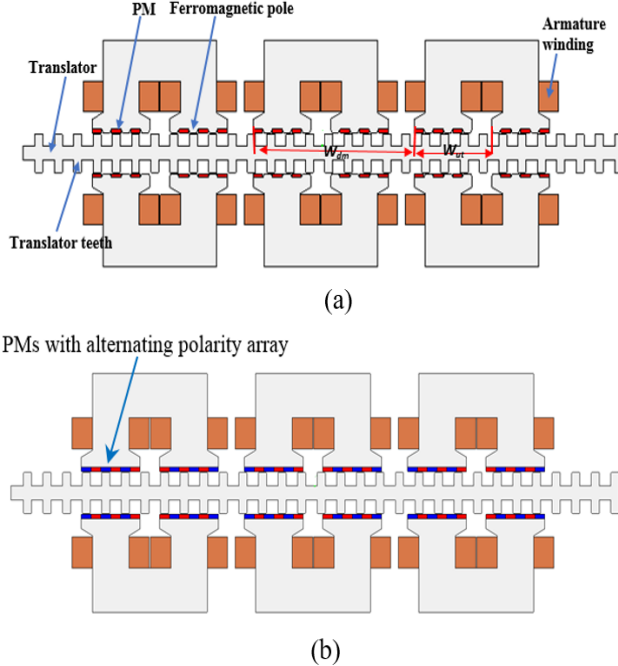 PM
Ferromagnetic pole
Armature
winding
Translator
Wdm
Wut
Translator teeth
(a)
PMs with alternating polarity array
(b)